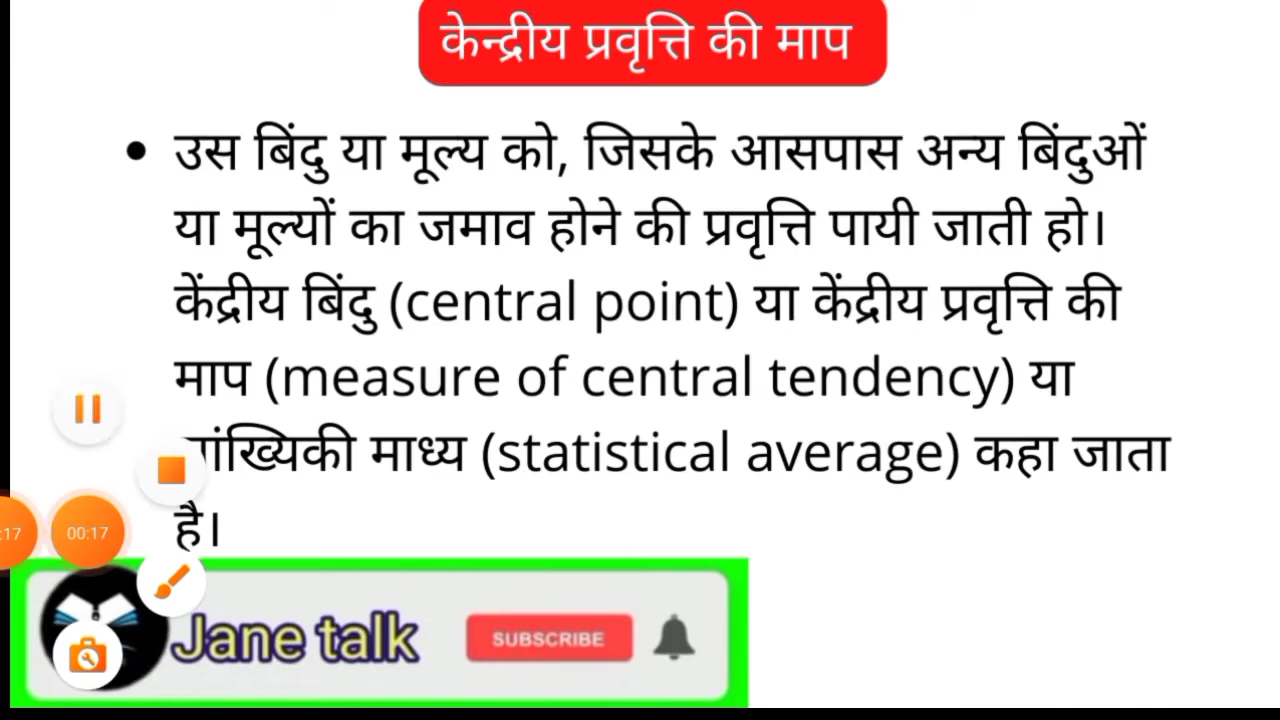 केन्द्रीय प्रवृत्ति की माप
• उस बिंदु या मूल्य को, जिसके आसपास अन्य बिंदुओं
या मूल्यों का जमाव होने की प्रवृत्ति पायी जाती हो।
केंद्रीय बिंदु (central point) या केंद्रीय प्रवृत्ति की
माप (measure of central tendency) या
माध्य (statistical average) कहा जाता
है।
:17
00:17
Jane talk
SUBSCRIBE